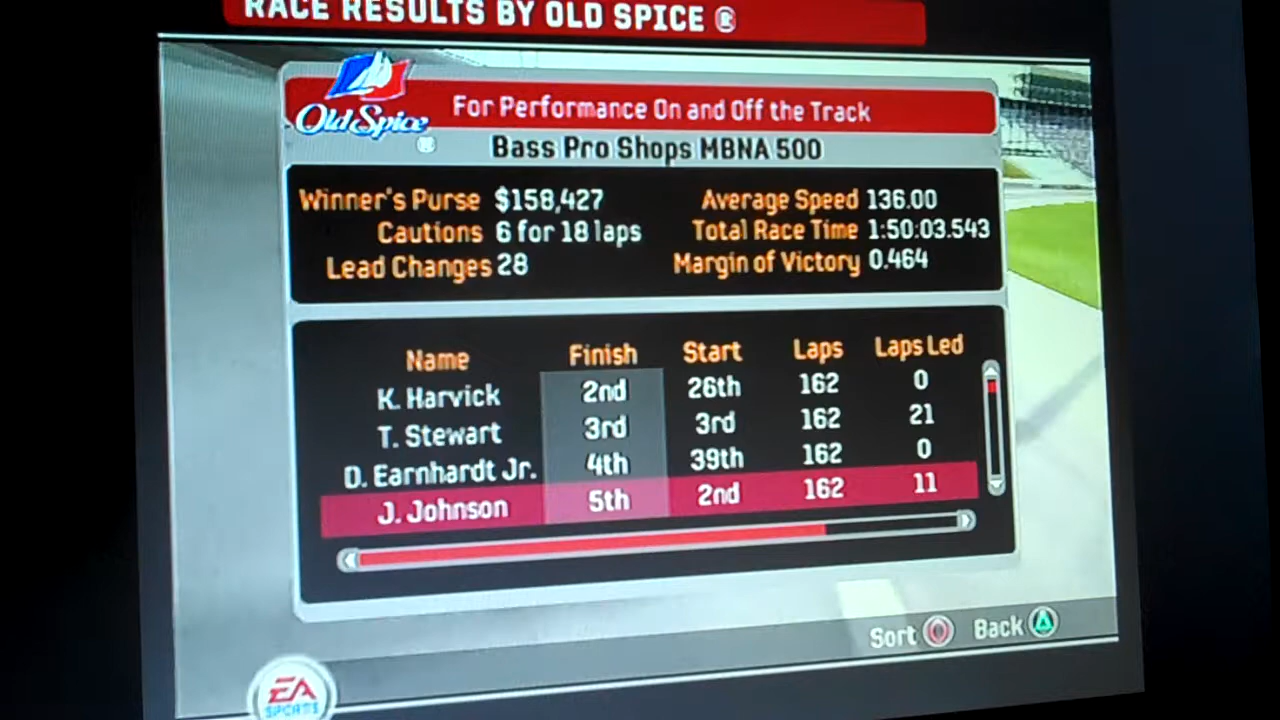 RACE RESULTS BY OLD SPICE ®
Old Spice ®
For Performance On and Off the Track
Bass Pro Shops MBNA 500
Winner's Purse $158,427 Average Speed 136.00
Cautions 6 for 18 laps Total Race Time 1:50:03.543
Lead Changes 28 Margin of Victory 0.464
Name Finish Start Laps Laps Led
K. Harvick 2nd 26th 162 0
T. Stewart 3rd 3rd 162 21
D. Earnhardt Jr. 4th 39th 162 0
J. Johnson 5th 2nd 162 11
Sort Back
EA
SPORTS